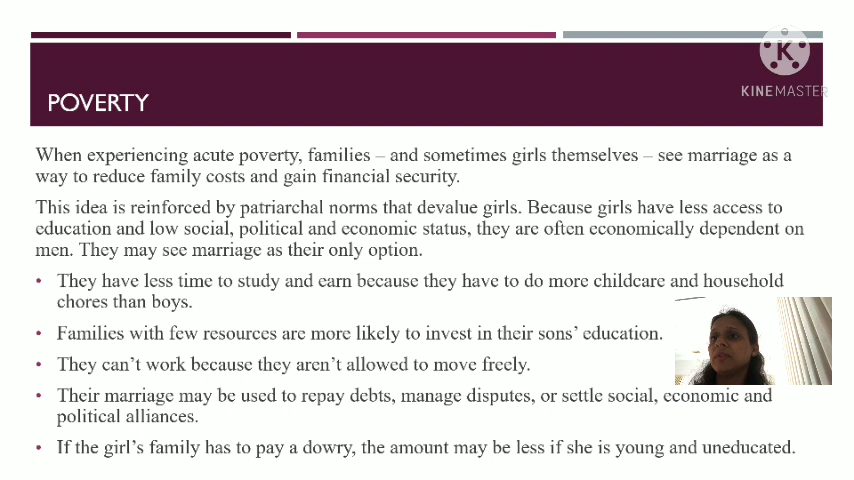 K
KINEMASTER
POVERTY
When experiencing acute poverty, families – and sometimes girls themselves – see marriage as a
way to reduce family costs and gain financial security.
This idea is reinforced by patriarchal norms that devalue girls. Because girls have less access to
education and low social, political and economic status, they are often economically dependent on
men. They may see marriage as their only option.
• They have less time to study and earn because they have to do more childcare and household
chores than boys.
• Families with few resources are more likely to invest in their sons’ education.
• They can’t work because they aren’t allowed to move freely.
• Their marriage may be used to repay debts, manage disputes, or settle social, economic and
political alliances.
• If the girl’s family has to pay a dowry, the amount may be less if she is young and uneducated.